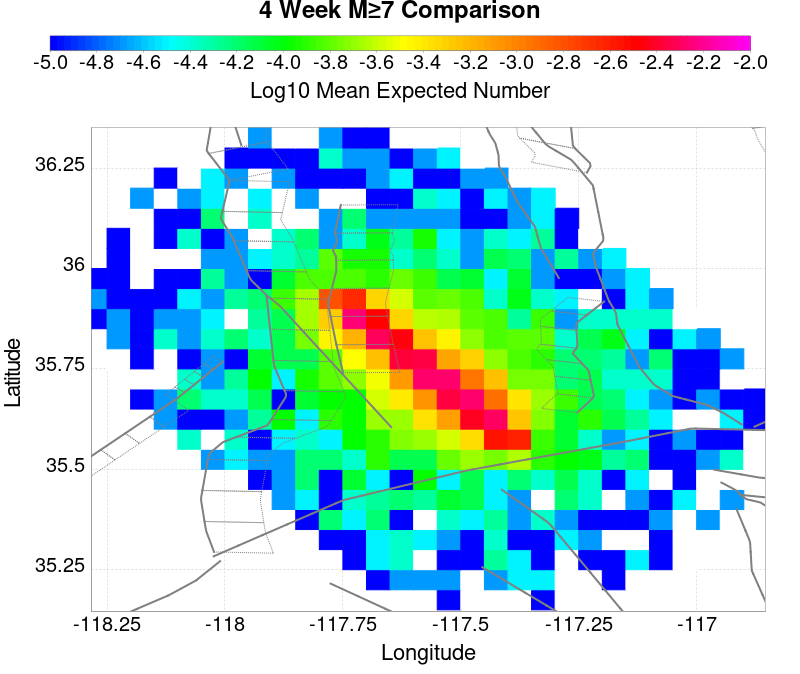 4 Week M≥7 Comparison
-5.0 -4.8 -4.6 -4.4 -4.2 -4.0 -3.8 -3.6 -3.4 -3.2 -3.0 -2.8 -2.6 -2.4 -2.2 -2.0
Log10 Mean Expected Number
36.25
36
35.75
35.5
35.25
Latitude
-118.25 -118 -117.75 -117.5 -117.25 -117
Longitude